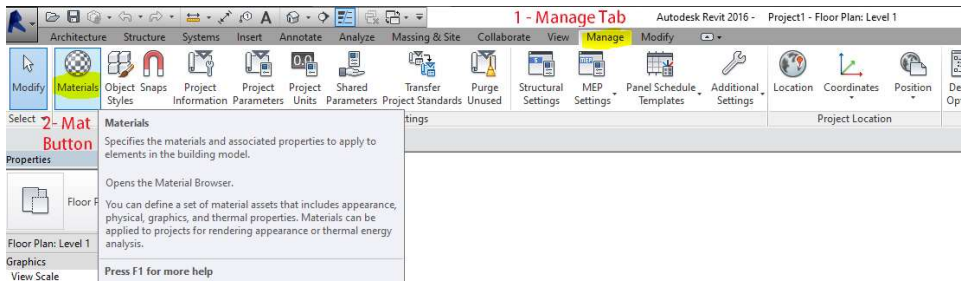 1 - Manage Tab
Autodesk Revit 2016 - Project1 - Floor Plan: Level 1
Architecture Structure Systems Insert Annotate Analyze Massing & Site Collaborate View Manage Modify
Modify
Materials
Object Styles
Snaps
Project Information
Project Parameters
Project Units
Shared Parameters
Transfer Project Standards
Purge Unused
Structural Settings
MEP Settings
Panel Schedule Templates
Additional Settings
Location
Coordinates
Position
Select
Project Location
2- Mat
Button
Properties
Materials
Specifies the materials and associated properties to apply to
elements in the building model.
Opens the Material Browser.
You can define a set of material assets that includes appearance,
physical, graphics, and thermal properties. Materials can be
applied to projects for rendering appearance or thermal energy
analysis.
Press F1 for more help
Floor Plan: Level 1
Graphics
View Scale